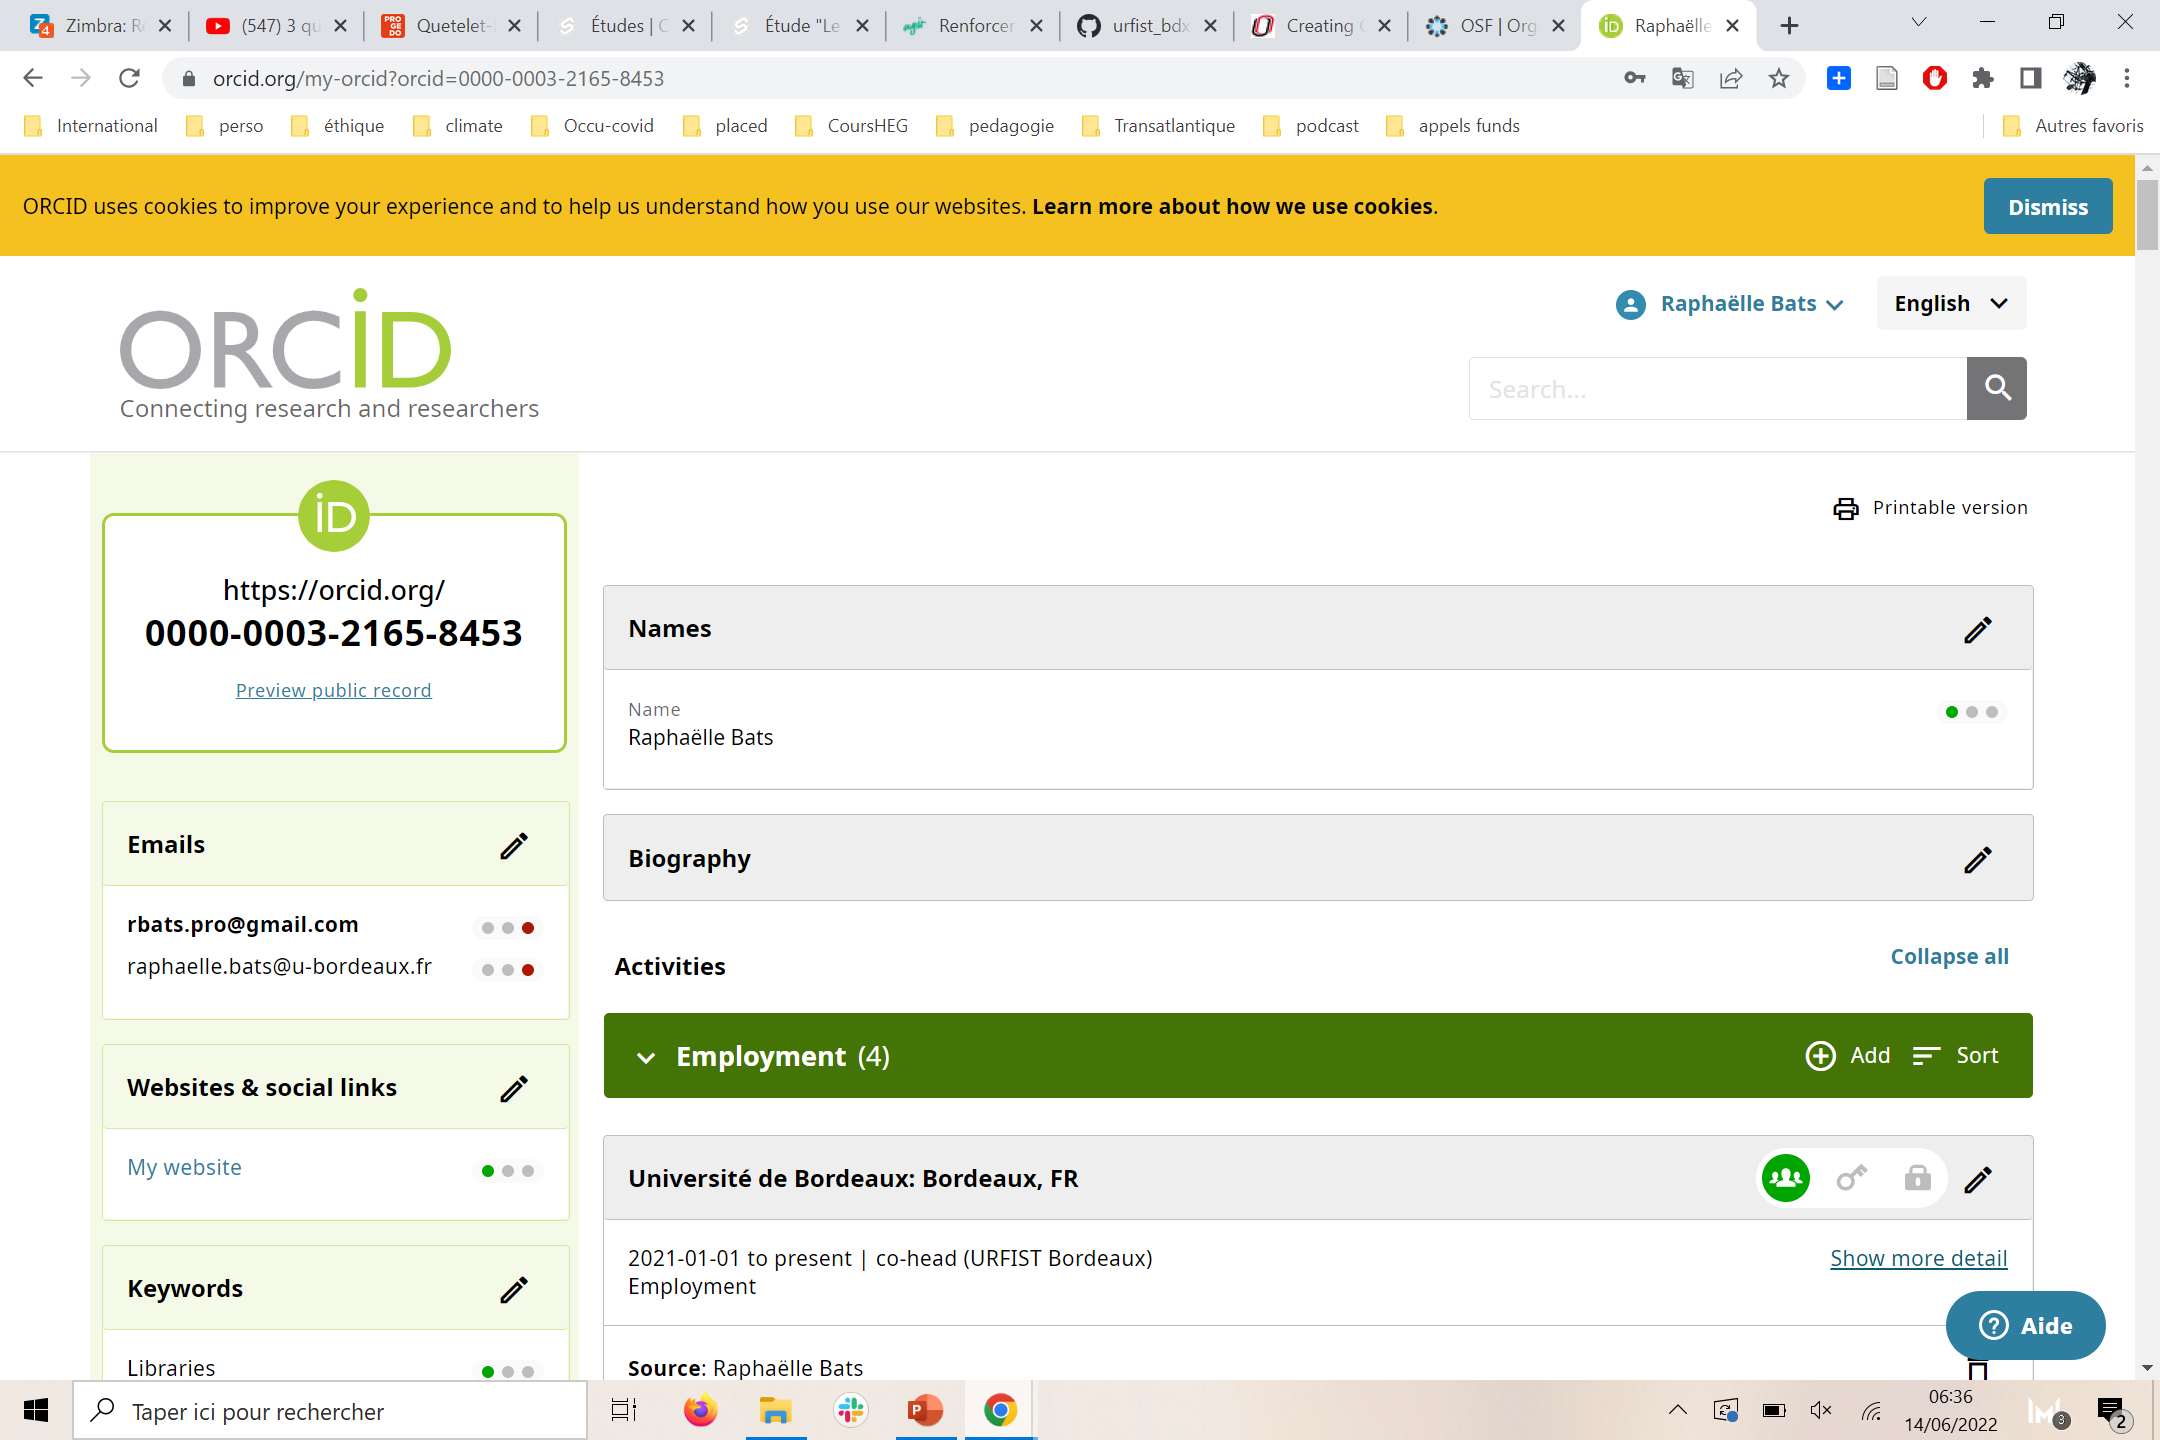 Zimbra: Ré
(547) 3 qu
Quetelet-
Études | C
Étude "Le
Renforcer
urfist_bdx
Creating
OSF | Org
Raphaëlle
orcid.org/my-orcid?orcid=0000-0003-2165-8453
International perso éthique climate Occu-covid placed CoursHEG pedagogie Transatlantique podcast appels funds Autres favoris
ORCID uses cookies to improve your experience and to help us understand how you use our websites. Learn more about how we use cookies.
Dismiss
ORCID
Connecting research and researchers
Raphaëlle Bats
English
Search...
iD
https://orcid.org/
0000-0003-2165-8453
Preview public record
Emails
rbats.pro@gmail.com
raphaelle.bats@u-bordeaux.fr
Websites & social links
My website
Keywords
Libraries
Printable version
Names
Name
Raphaëlle Bats
Biography
Activities
Collapse all
Employment (4)
Add
Sort
Université de Bordeaux: Bordeaux, FR
2021-01-01 to present | co-head (URFIST Bordeaux)
Employment
Show more detail
Source: Raphaëlle Bats
Aide
Taper ici pour rechercher
06:36
14/06/2022
3
2